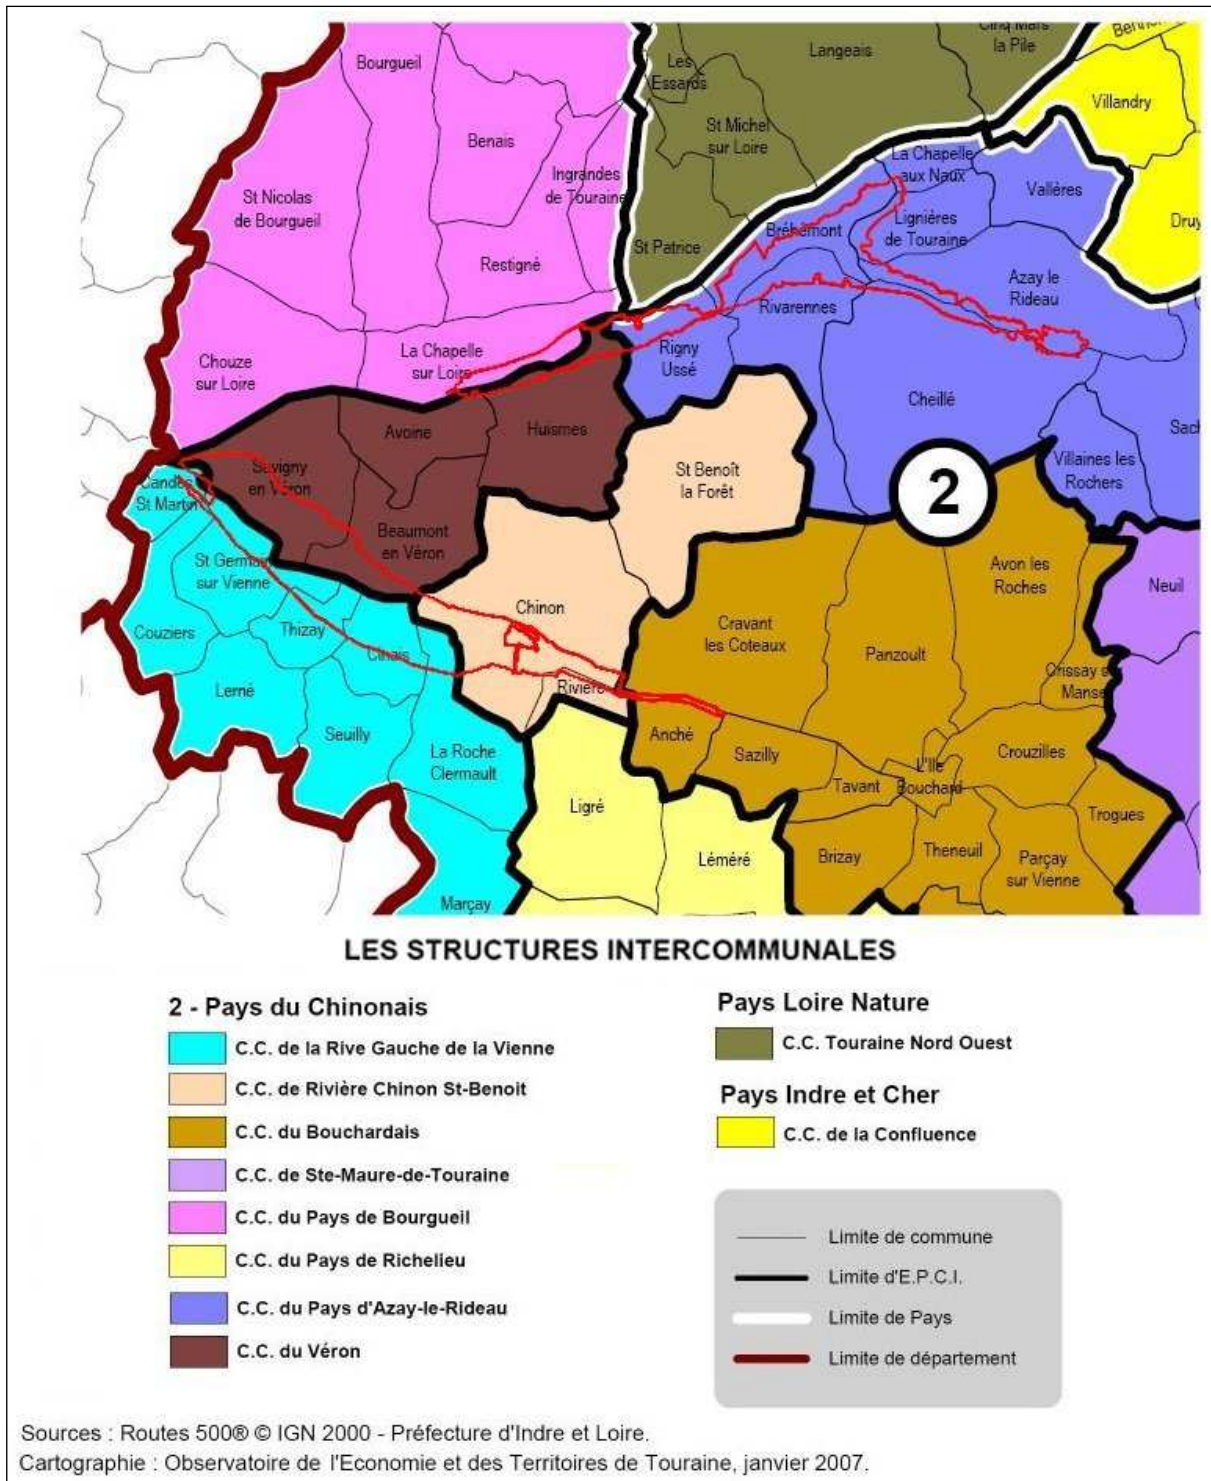 Cinq Mars
la Pile
Bourgueil
Langeais
Les
Essards
Villandry
St Michel
sur Loire
Benais
La Chapelle
aux Naux
Ingrandes
de Touraine
Vallères
St Nicolas
de Bourgueil
Lignières
de Touraine
Druy
Bréhémont
St Patrice
Restigné
Azay le
Rideau
Rivarennes
La Chapelle
sur Loire
Rigny
Ussé
Chouze
sur Loire
Cheillé
Avoine
Huismes
Sach
Savigny
en Véron
St Benoît
la Forêt
Villaines les
Rochers
Candes
St Martin
2
Beaumont
en Véron
St Germain
sur Vienne
Avon les
Roches
Neuil
Chinon
Cravant
les Coteaux
Couziers
Thizay
Cinais
Panzoult
Crissay sur
Manse
Lerné
Rivière
Seuilly
Anché
La Roche
Clermault
Sazilly
Crouzilles
L'Ile
Bouchard
Tavant
Ligré
Trogues
Léméré
Brizay
Theneuil
Parçay
sur Vienne
Marçay
LES STRUCTURES INTERCOMMUNALES
2 - Pays du Chinonais
C.C. de la Rive Gauche de la Vienne
C.C. de Rivière Chinon St-Benoit
C.C. du Bouchardais
C.C. de Ste-Maure-de-Touraine
C.C. du Pays de Bourgueil
C.C. du Pays de Richelieu
C.C. du Pays d'Azay-le-Rideau
C.C. du Véron
Pays Loire Nature
C.C. Touraine Nord Ouest
Pays Indre et Cher
C.C. de la Confluence
Limite de commune
Limite d'E.P.C.I.
Limite de Pays
Limite de département
Sources : Routes 500® © IGN 2000 - Préfecture d'Indre et Loire.
Cartographie : Observatoire de l'Economie et des Territoires de Touraine, janvier 2007.